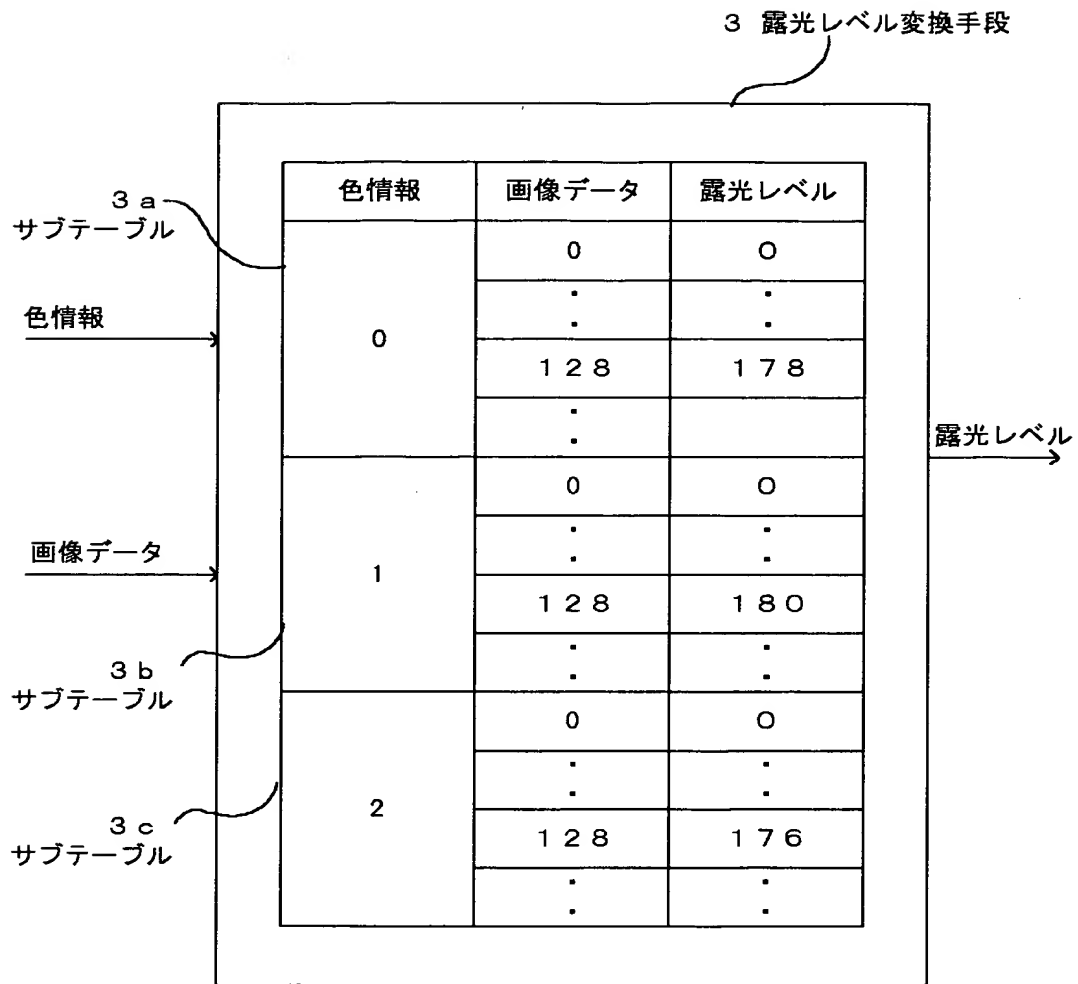 3 露光レベル変換手段
色情報 画像データ 露光レベル
3a
サブテーブル
0 0 0
: :
128 178
:
色情報
露光レベル
1 0 0
: :
128 180
: :
画像データ
3b
サブテーブル
2 0 0
: :
128 176
: :
3c
サブテーブル